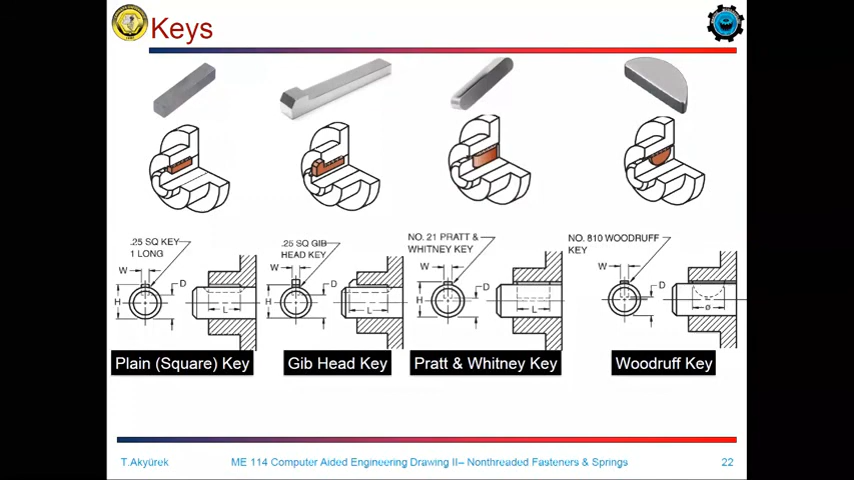 Keys
.25 SQ KEY
1 LONG
W
D
H
L
.25 SQ GIB
HEAD KEY
W
D
H
L
NO. 21 PRATT &
WHITNEY KEY
W
D
H
L
NO. 810 WOODRUFF
KEY
W
D
H
ø
Plain (Square) Key
Gib Head Key
Pratt & Whitney Key
Woodruff Key
T.Akyürek
ME 114 Computer Aided Engineering Drawing II– Nonthreaded Fasteners & Springs
22